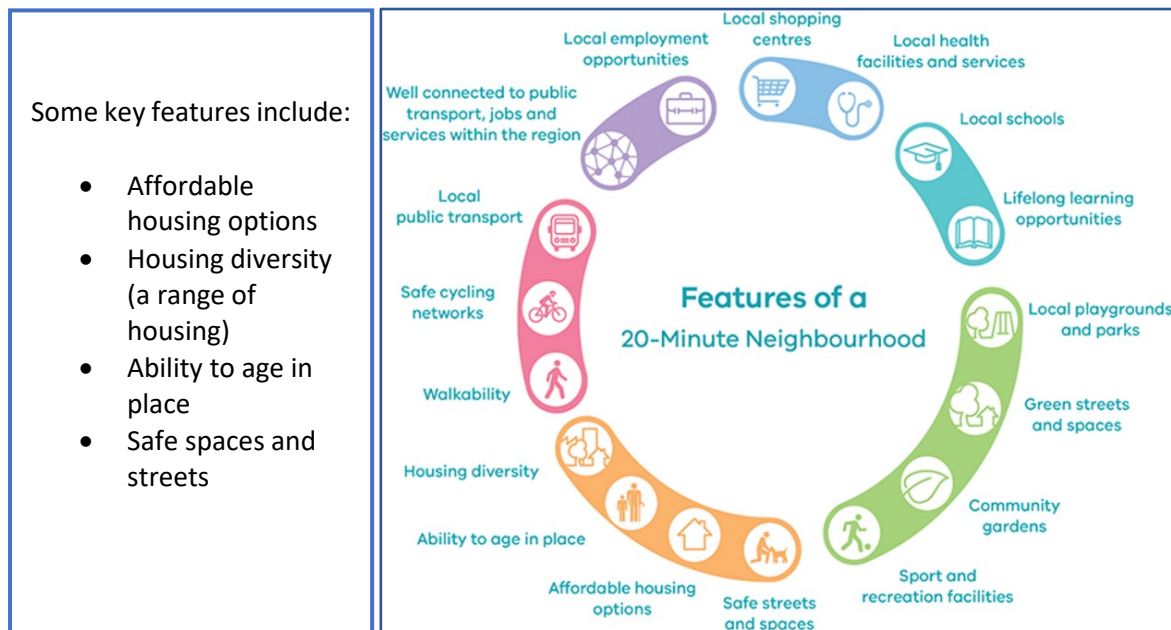 Some key features include:
• Affordable
housing options
• Housing diversity
(a range of
housing)
• Ability to age in
place
• Safe spaces and
streets
Features of a
20-Minute Neighbourhood
Local shopping
centres
Local health
facilities and services
Local schools
Lifelong learning
opportunities
Local playgrounds
and parks
Green streets
and spaces
Community
gardens
Sport and
recreation facilities
Safe streets
and spaces
Affordable housing
options
Ability to age in place
Housing diversity
Walkability
Safe cycling
networks
Local
public transport
Well connected to public
transport, jobs and
services within the region
Local employment
opportunities